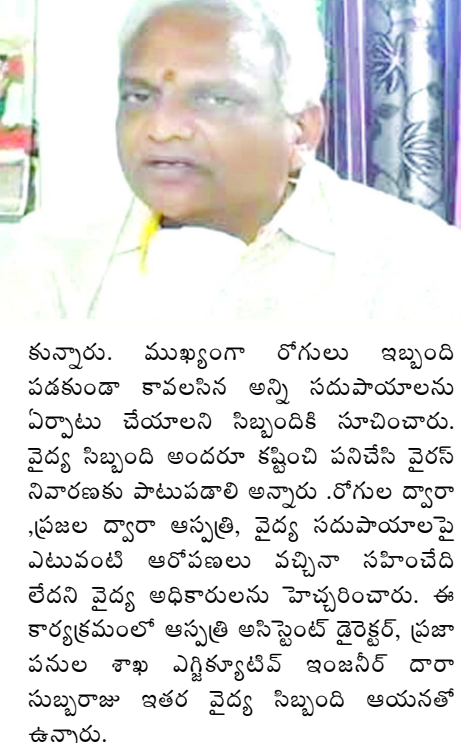 కున్నారు. ముఖ్యంగా రోగులు ఇబ్బంది
పడకుండా కావలసిన అన్ని సదుపాయాలను
ఏర్పాటు చేయాలని సిబ్బందికి సూచించారు.
వైద్య సిబ్బంది అందరూ కష్టించి పనిచేసి వైరస్
నివారణకు పాటుపడాలి అన్నారు .రోగుల ద్వారా
,ప్రజల ద్వారా ఆస్పత్రి, వైద్య సదుపాయాలపై
ఎటువంటి ఆరోపణలు వచ్చినా సహించేది
లేదని వైద్య అధికారులను హెచ్చరించారు. ఈ
కార్యక్రమంలో ఆస్పత్రి అసిస్టెంట్ డైరెక్టర్, ప్రజా
పనుల శాఖ ఎగ్జిక్యూటివ్ ఇంజనీర్ దారా
సుబ్బరాజు ఇతర వైద్య సిబ్బంది ఆయనతో
ఉన్నారు.